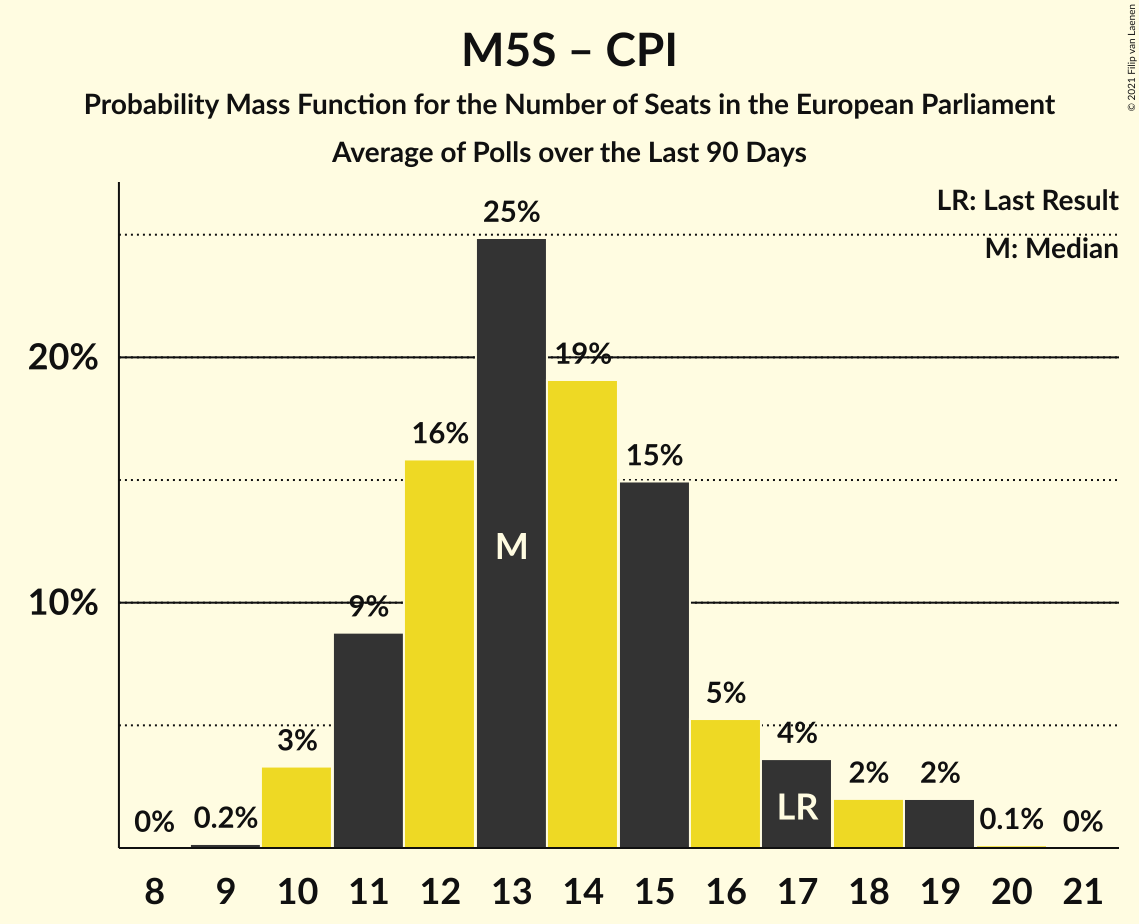 M5S – CPI
Probability Mass Function for the Number of Seats in the European Parliament
Average of Polls over the Last 90 Days
© 2021 Filip van Laenen
LR: Last Result
M: Median
25%
20%
19%
16%
15%
M
10%
9%
5%
4%
3%
2%
2%
LR
0%
0.2%
0.1%
0%
8 9 10 11 12 13 14 15 16 17 18 19 20 21